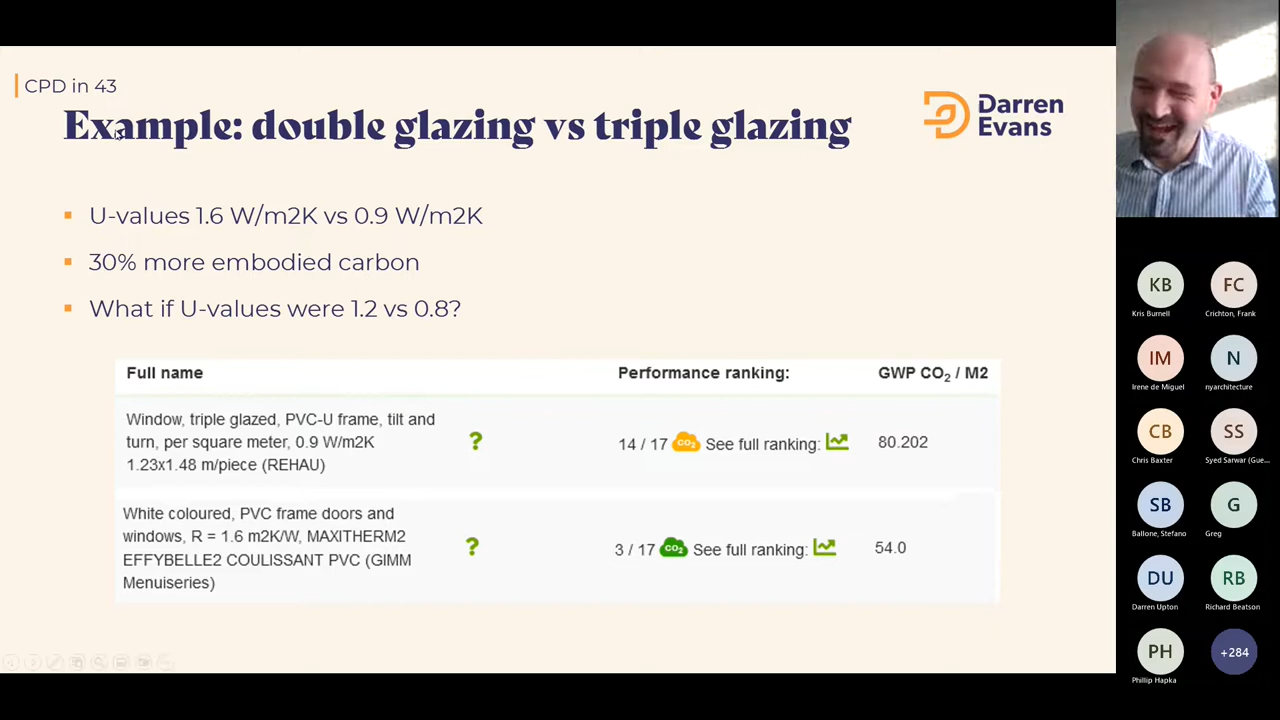 CPD in 43
Example: double glazing vs triple glazing
Darren
Evans
U-values 1.6 W/m2K vs 0.9 W/m2K
30% more embodied carbon
What if U-values were 1.2 vs 0.8?
Full name
Performance ranking:
GWP CO2 / M2
Window, triple glazed, PVC-U frame, tilt and
turn, per square meter, 0.9 W/m2K
1.23x1.48 m/piece (REHAU)
?
14 / 17 CO2 See full ranking:
80.202
White coloured, PVC frame doors and
windows, R = 1.6 m2K/W, MAXITHERM2
EFFYBELLE2 COULISSANT PVC (GIMM
Menuiseries)
?
3 / 17 CO2 See full ranking:
54.0
KB
Kris Burnell
FC
Crichton, Frank
IM
Irene de Miguel
N
nyarchitecture
CB
Chris Baxter
SS
Syed Sarwar (Gue...
SB
Ballone, Stefano
G
Greg
DU
Darren Upton
RB
Richard Beatson
PH
Phillip Hapka
+284